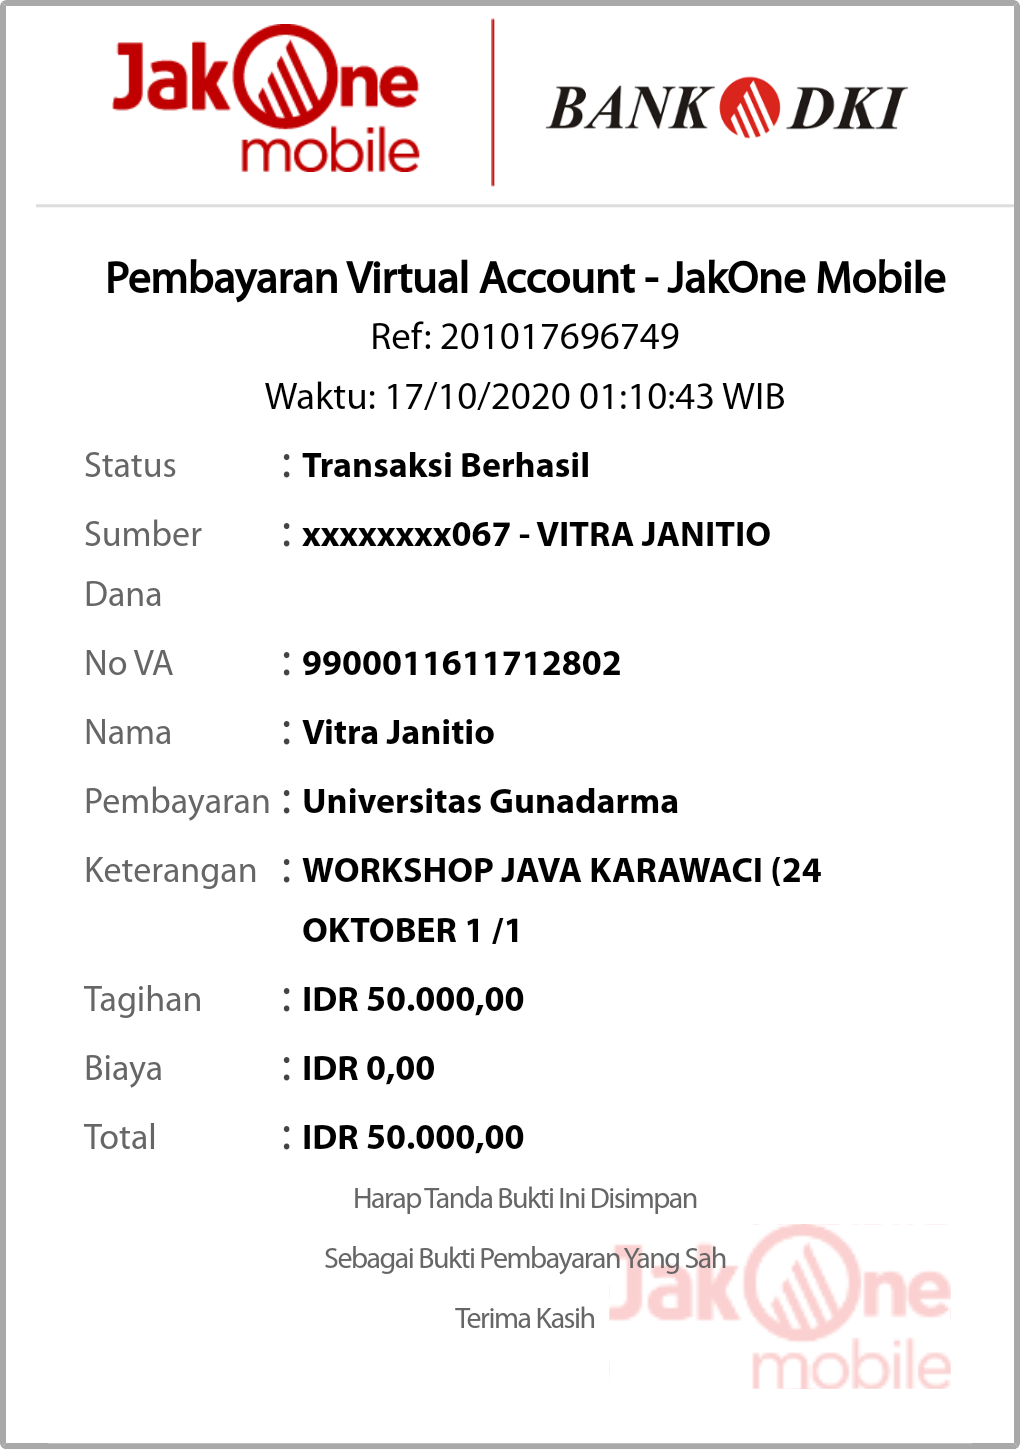 JakOne
mobile
BANK DKI
Pembayaran Virtual Account - JakOne Mobile
Ref: 201017696749
Waktu: 17/10/2020 01:10:43 WIB
Status : Transaksi Berhasil
Sumber Dana : xxxxxxxx067 - VITRA JANITIO
No VA : 9900011611712802
Nama : Vitra Janitio
Pembayaran : Universitas Gunadarma
Keterangan : WORKSHOP JAVA KARAWACI (24
OKTOBER 1 /1
Tagihan : IDR 50.000,00
Biaya : IDR 0,00
Total : IDR 50.000,00
Harap Tanda Bukti Ini Disimpan
Sebagai Bukti Pembayaran Yang Sah
Terima Kasih
JakOne
mobile